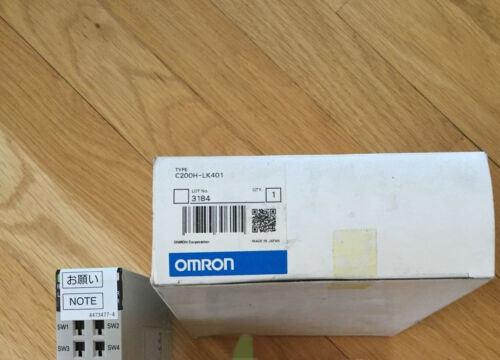 TYPE
C200H-LK401
LOT No.
3184
QTY.
1
OMRON Corporation
MADE IN JAPAN
OMRON
お願い
NOTE
4473477-4
SW1
SW2
SW3
SW4